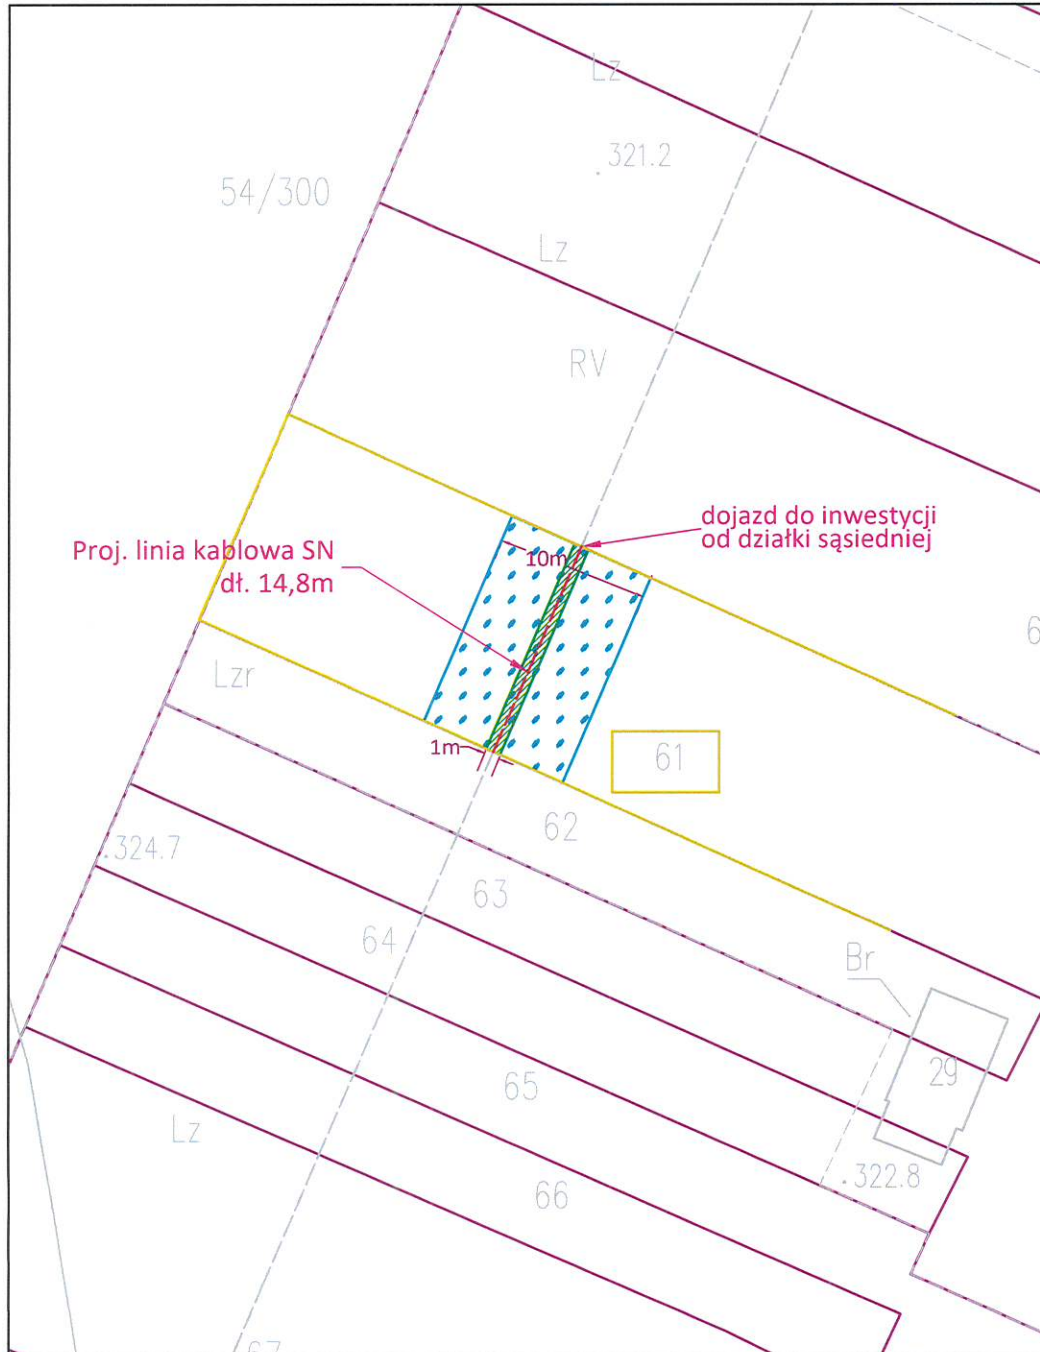 Lz
.321.2
54/300
Lz
RV
dojazd do inwestycji
od działki sąsiedniej
Proj. linia kablowa SN
dł. 14,8m
10m
6
Lzr
1m
61
62
.324.7
63
64
Br
29
65
.322.8
Lz
66
67